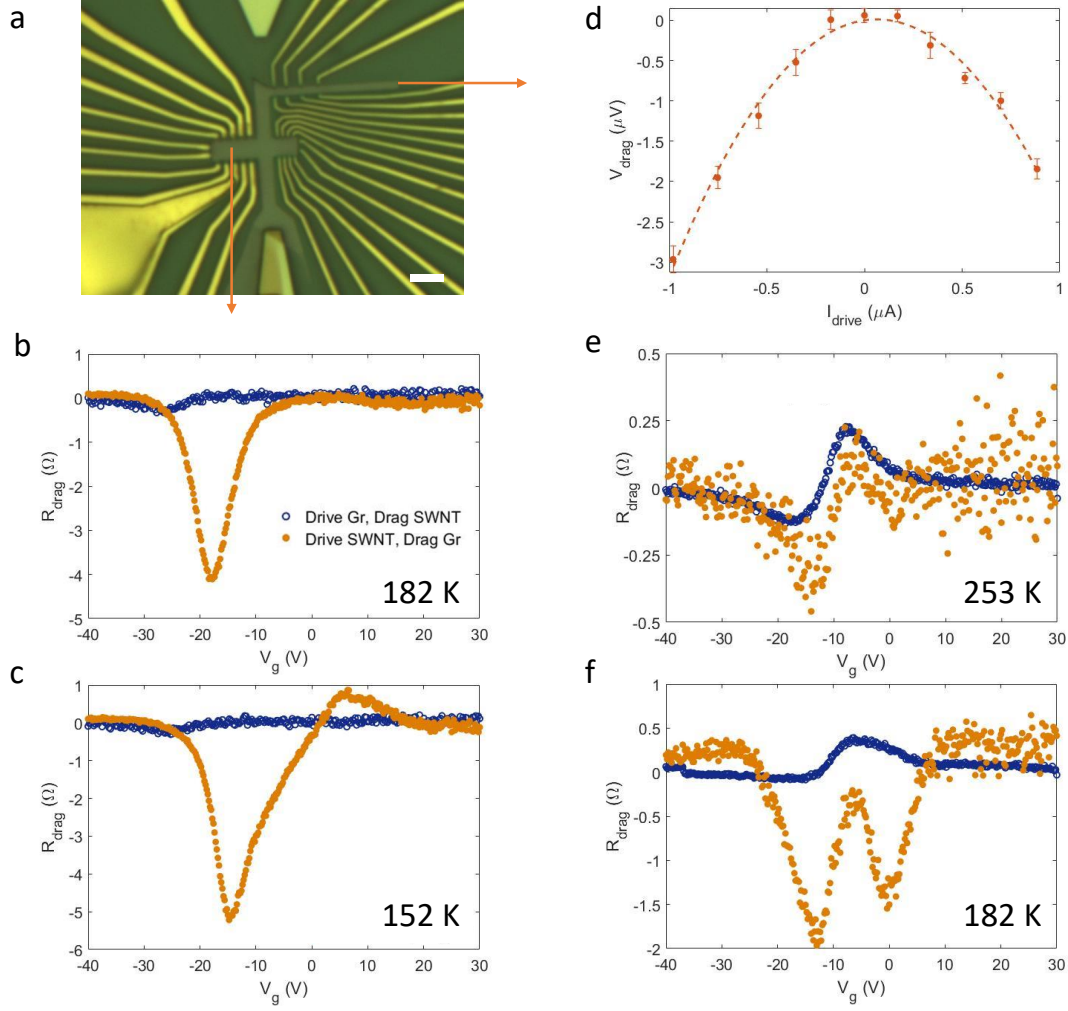 a
b
1
0
-1
-2
-3
-4
-5
R_drag (Ω)
Drive Gr, Drag SWNT
Drive SWNT, Drag Gr
182 K
-40 -30 -20 -10 0 10 20 30
V_g (V)
c
1
0
-1
-2
-3
-4
-5
-6
R_drag (Ω)
152 K
-40 -30 -20 -10 0 10 20 30
V_g (V)
d
0
-0.5
-1
-1.5
-2
-2.5
-3
V_drag (μV)
-1 -0.5 0 0.5 1
I_drive (μA)
e
0.5
0.25
0
-0.25
-0.5
R_drag (Ω)
253 K
-40 -30 -20 -10 0 10 20 30
V_g (V)
f
1
0.5
0
-0.5
-1
-1.5
-2
R_drag (Ω)
182 K
-40 -30 -20 -10 0 10 20 30
V_g (V)